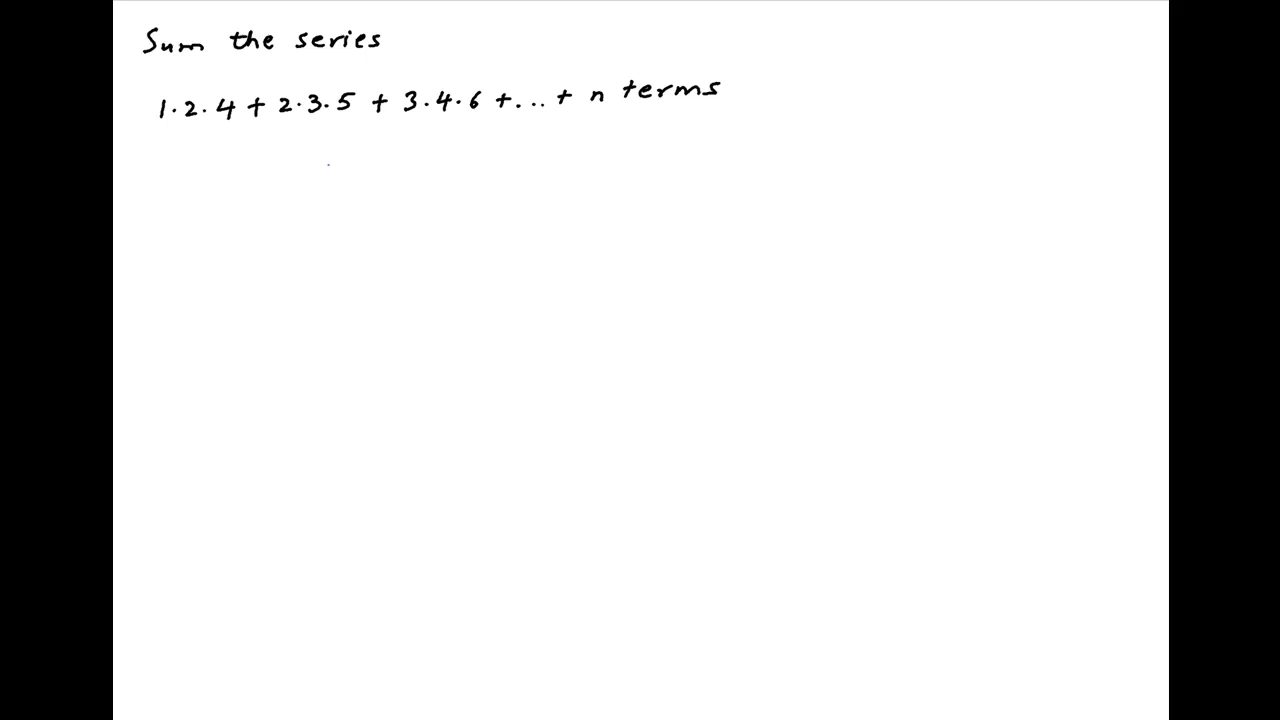 Sum the series
1·2·4 + 2·3·5 + 3·4·6 +...+ n terms